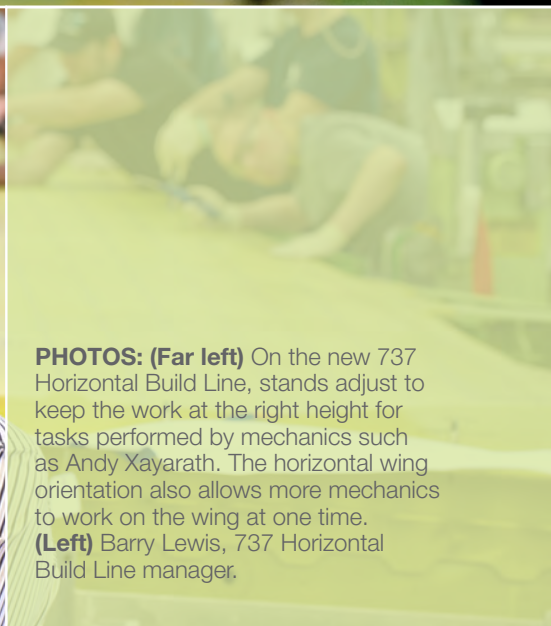 PHOTOS: (Far left) On the new 737
Horizontal Build Line, stands adjust to
keep the work at the right height for
tasks performed by mechanics such
as Andy Xayarath. The horizontal wing
orientation also allows more mechanics
to work on the wing at one time.
(Left) Barry Lewis, 737 Horizontal
Build Line manager.